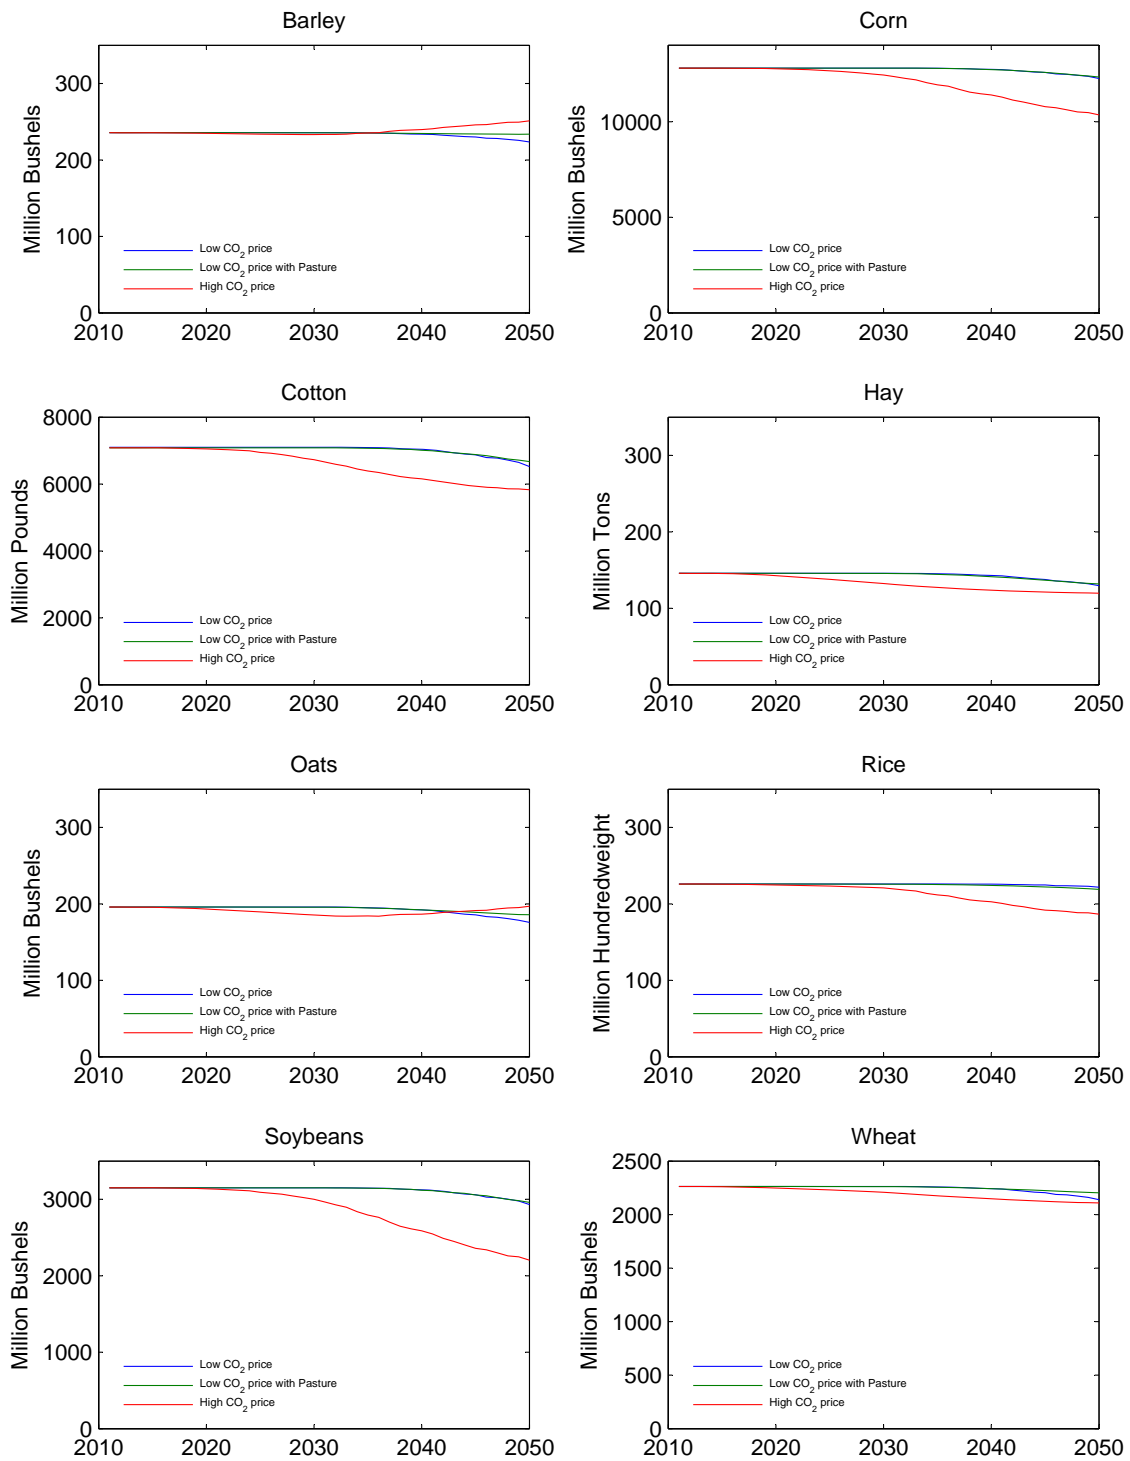 Barley
Million Bushels
300
200
100
0
Low CO2 price
Low CO2 price with Pasture
High CO2 price
2010 2020 2030 2040 2050
Corn
Million Bushels
10000
5000
0
Low CO2 price
Low CO2 price with Pasture
High CO2 price
2010 2020 2030 2040 2050
Cotton
Million Pounds
8000
6000
4000
2000
0
Low CO2 price
Low CO2 price with Pasture
High CO2 price
2010 2020 2030 2040 2050
Hay
Million Tons
300
200
100
0
Low CO2 price
Low CO2 price with Pasture
High CO2 price
2010 2020 2030 2040 2050
Oats
Million Bushels
300
200
100
0
Low CO2 price
Low CO2 price with Pasture
High CO2 price
2010 2020 2030 2040 2050
Rice
Million Hundredweight
300
200
100
0
Low CO2 price
Low CO2 price with Pasture
High CO2 price
2010 2020 2030 2040 2050
Soybeans
Million Bushels
3000
2000
1000
0
Low CO2 price
Low CO2 price with Pasture
High CO2 price
2010 2020 2030 2040 2050
Wheat
Million Bushels
2500
2000
1500
1000
500
0
Low CO2 price
Low CO2 price with Pasture
High CO2 price
2010 2020 2030 2040 2050